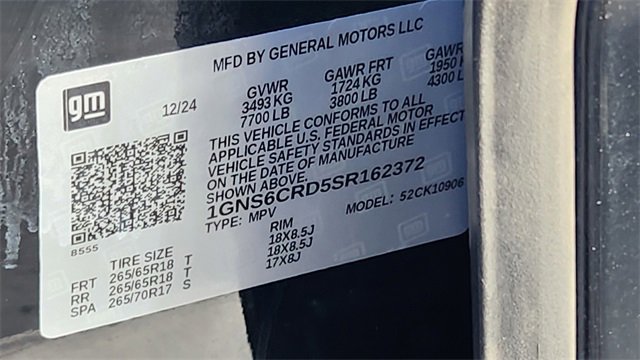 MFD BY GENERAL MOTORS LLC
gm
12/24
GVWR GAWR FRT GAWR
3493 KG 1724 KG 1950 K
7700 LB 3800 LB 4300 L
THIS VEHICLE CONFORMS TO ALL
APPLICABLE U.S. FEDERAL MOTOR
VEHICLE SAFETY STANDARDS IN EFFECT
ON THE DATE OF MANUFACTURE
SHOWN ABOVE.
1GNS6CRD5SR162372
TYPE: MPV MODEL: 52CK10906
B555
TIRE SIZE RIM
FRT 265/65R18 T 18X8.5J
RR 265/65R18 T 18X8.5J
SPA 265/70R17 S 17X8J